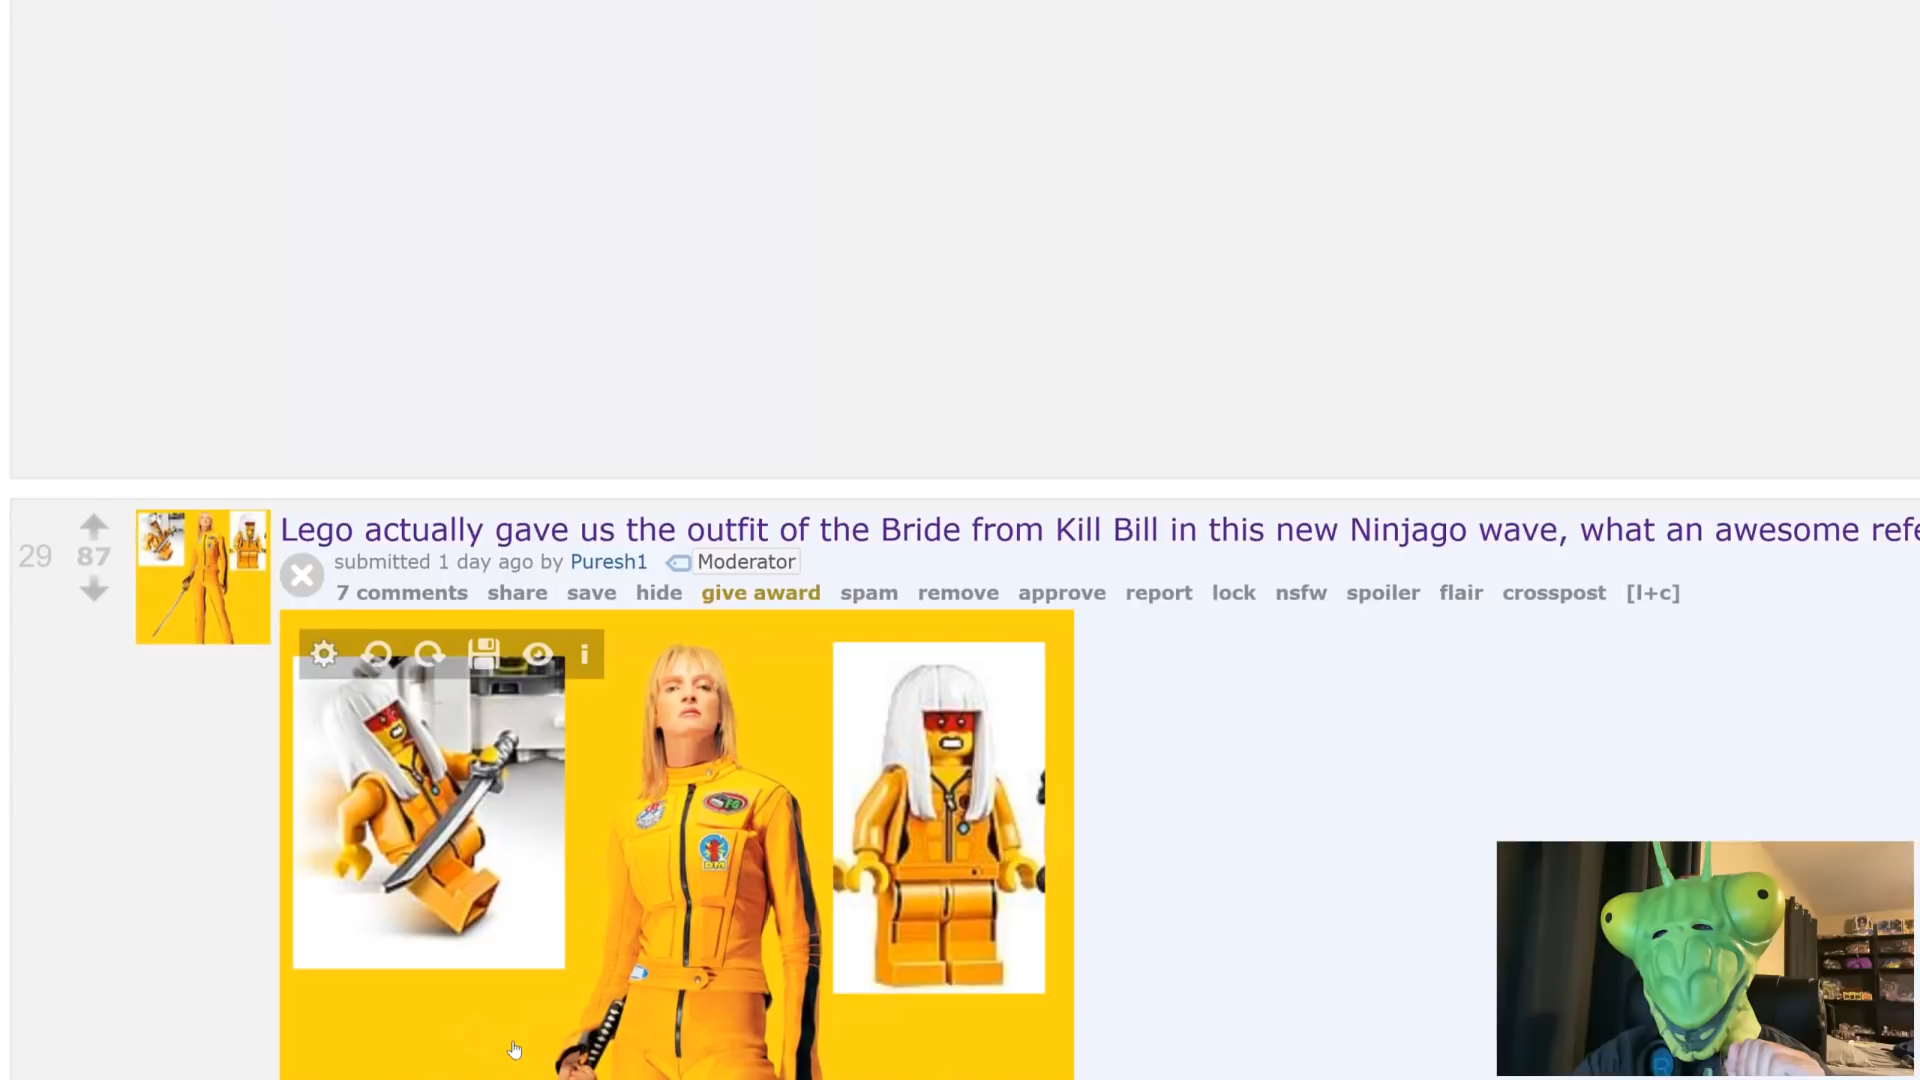 29
87
Lego actually gave us the outfit of the Bride from Kill Bill in this new Ninjago wave, what an awesome refe
submitted 1 day ago by Puresh1 Moderator
7 comments share save hide give award spam remove approve report lock nsfw spoiler flair crosspost [l+c]